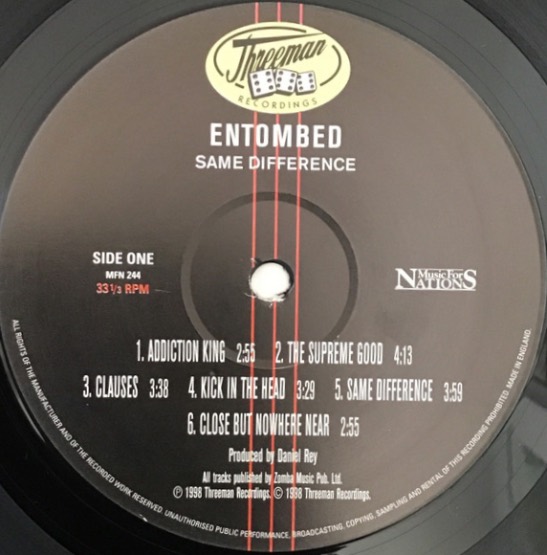 Threeman
RECORDINGS
ENTOMBED
SAME DIFFERENCE
SIDE ONE
MFN 244
33 1/3 RPM
Music For
NATIONS
1. ADDICTION KING 2:55 2. THE SUPREME GOOD 4:13
3. CLAUSES 3:38 4. KICK IN THE HEAD 3:29 5. SAME DIFFERENCE 3:59
6. CLOSE BUT NOWHERE NEAR 2:55
Produced by Daniel Rey
All tracks published by Zomba Music Pub. Ltd.
℗ 1998 Threeman Recordings. © 1998 Threeman Recordings.
ALL RIGHTS OF THE MANUFACTURER AND OF THE RECORDED WORK RESERVED. UNAUTHORISED PUBLIC PERFORMANCE, BROADCASTING, COPYING, SAMPLING AND RENTAL OF THIS RECORDING PROHIBITED. MADE IN ENGLAND.